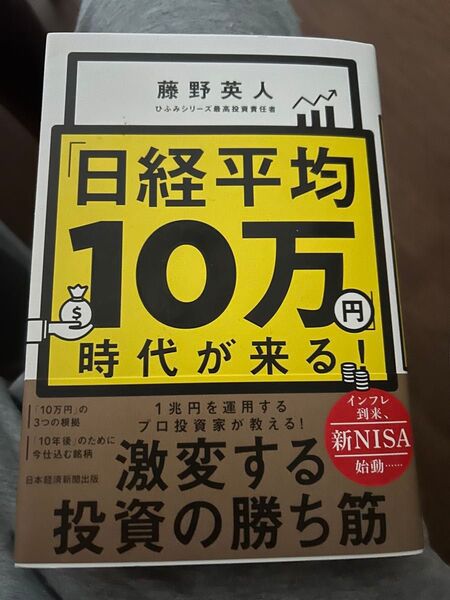 藤野英人
ひふみシリーズ最高投資責任者
「日経平均
10万円」
時代が来る!
$
1兆円を運用する
プロ投資家が教える!
「10万円」の
3つの根拠
「10年後」のために
今仕込む銘柄
インフレ
到来、
新NISA
始動……
日本経済新聞出版
激変する
投資の勝ち筋